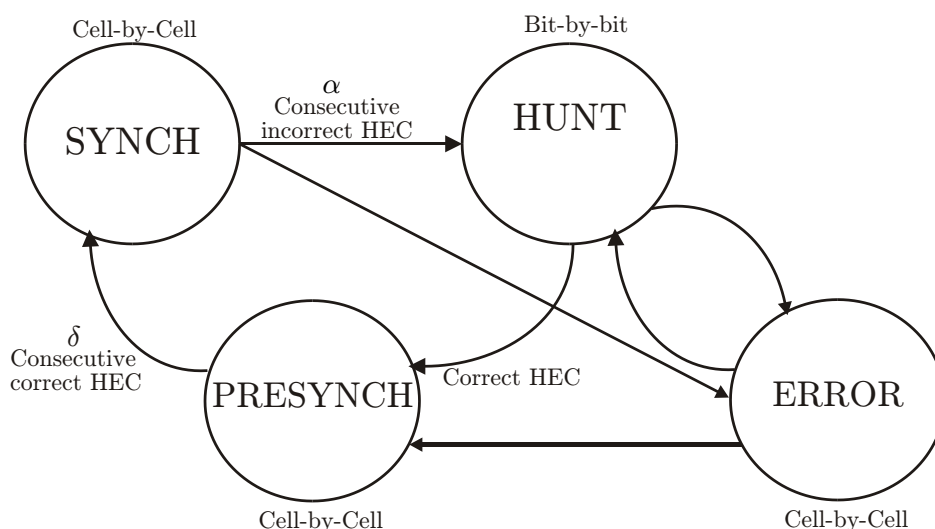 Cell-by-Cell
Bit-by-bit
α
Consecutive
incorrect HEC
SYNCH
HUNT
δ
Consecutive
correct HEC
Correct HEC
PRESYNCH
ERROR
Cell-by-Cell
Cell-by-Cell